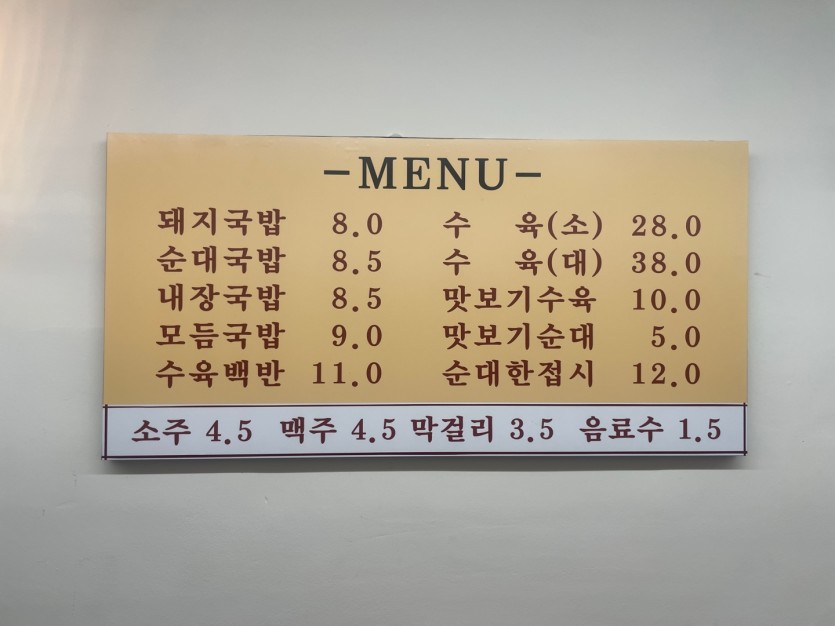 -MENU-
돼지국밥 8.0 수 육(소) 28.0
순대국밥 8.5 수 육(대) 38.0
내장국밥 8.5 맛보기수육 10.0
모듬국밥 9.0 맛보기순대 5.0
수육백반 11.0 순대한접시 12.0
소주 4.5 맥주 4.5 막걸리 3.5 음료수 1.5